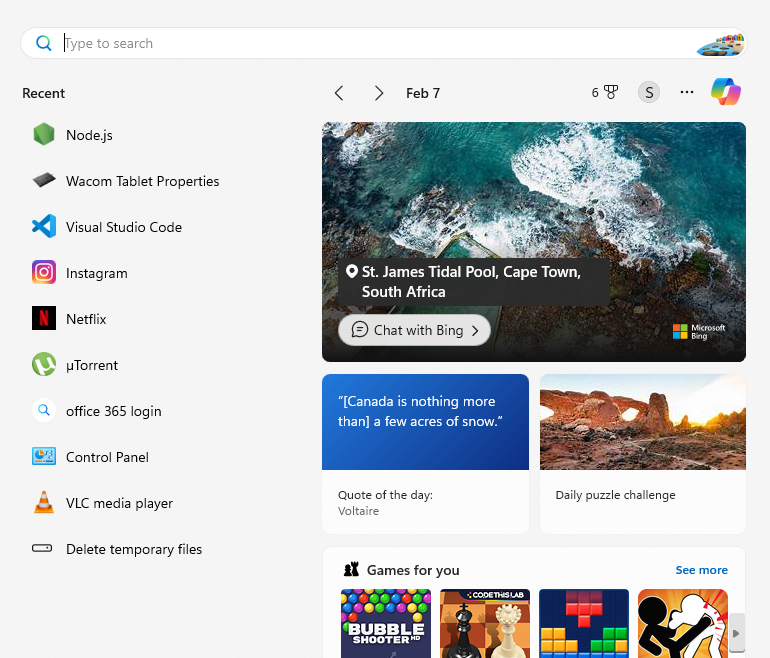 Type to search
Recent
Feb 7
6
S
Node.js
Wacom Tablet Properties
Visual Studio Code
Instagram
Netflix
µTorrent
office 365 login
Control Panel
VLC media player
Delete temporary files
St. James Tidal Pool, Cape Town,
South Africa
Chat with Bing
Microsoft
Bing
“[Canada is nothing more
than] a few acres of snow.”
Quote of the day:
Voltaire
Daily puzzle challenge
Games for you
See more
BUBBLE
SHOOTER HD
CODE THIS LAB